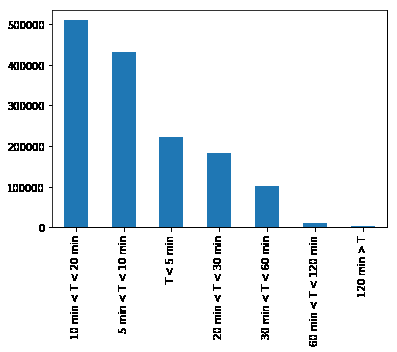 500000
400000
300000
200000
100000
0
10 min < T < 20 min
5 min < T < 10 min
T < 5 min
20 min < T < 30 min
30 min < T < 60 min
60 min < T < 120 min
120 min > T